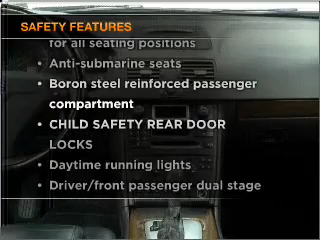 SAFETY FEATURES
for all seating positions
• Anti-submarine seats
• Boron steel reinforced passenger
compartment
• CHILD SAFETY REAR DOOR
LOCKS
• Daytime running lights
• Driver/front passenger dual stage